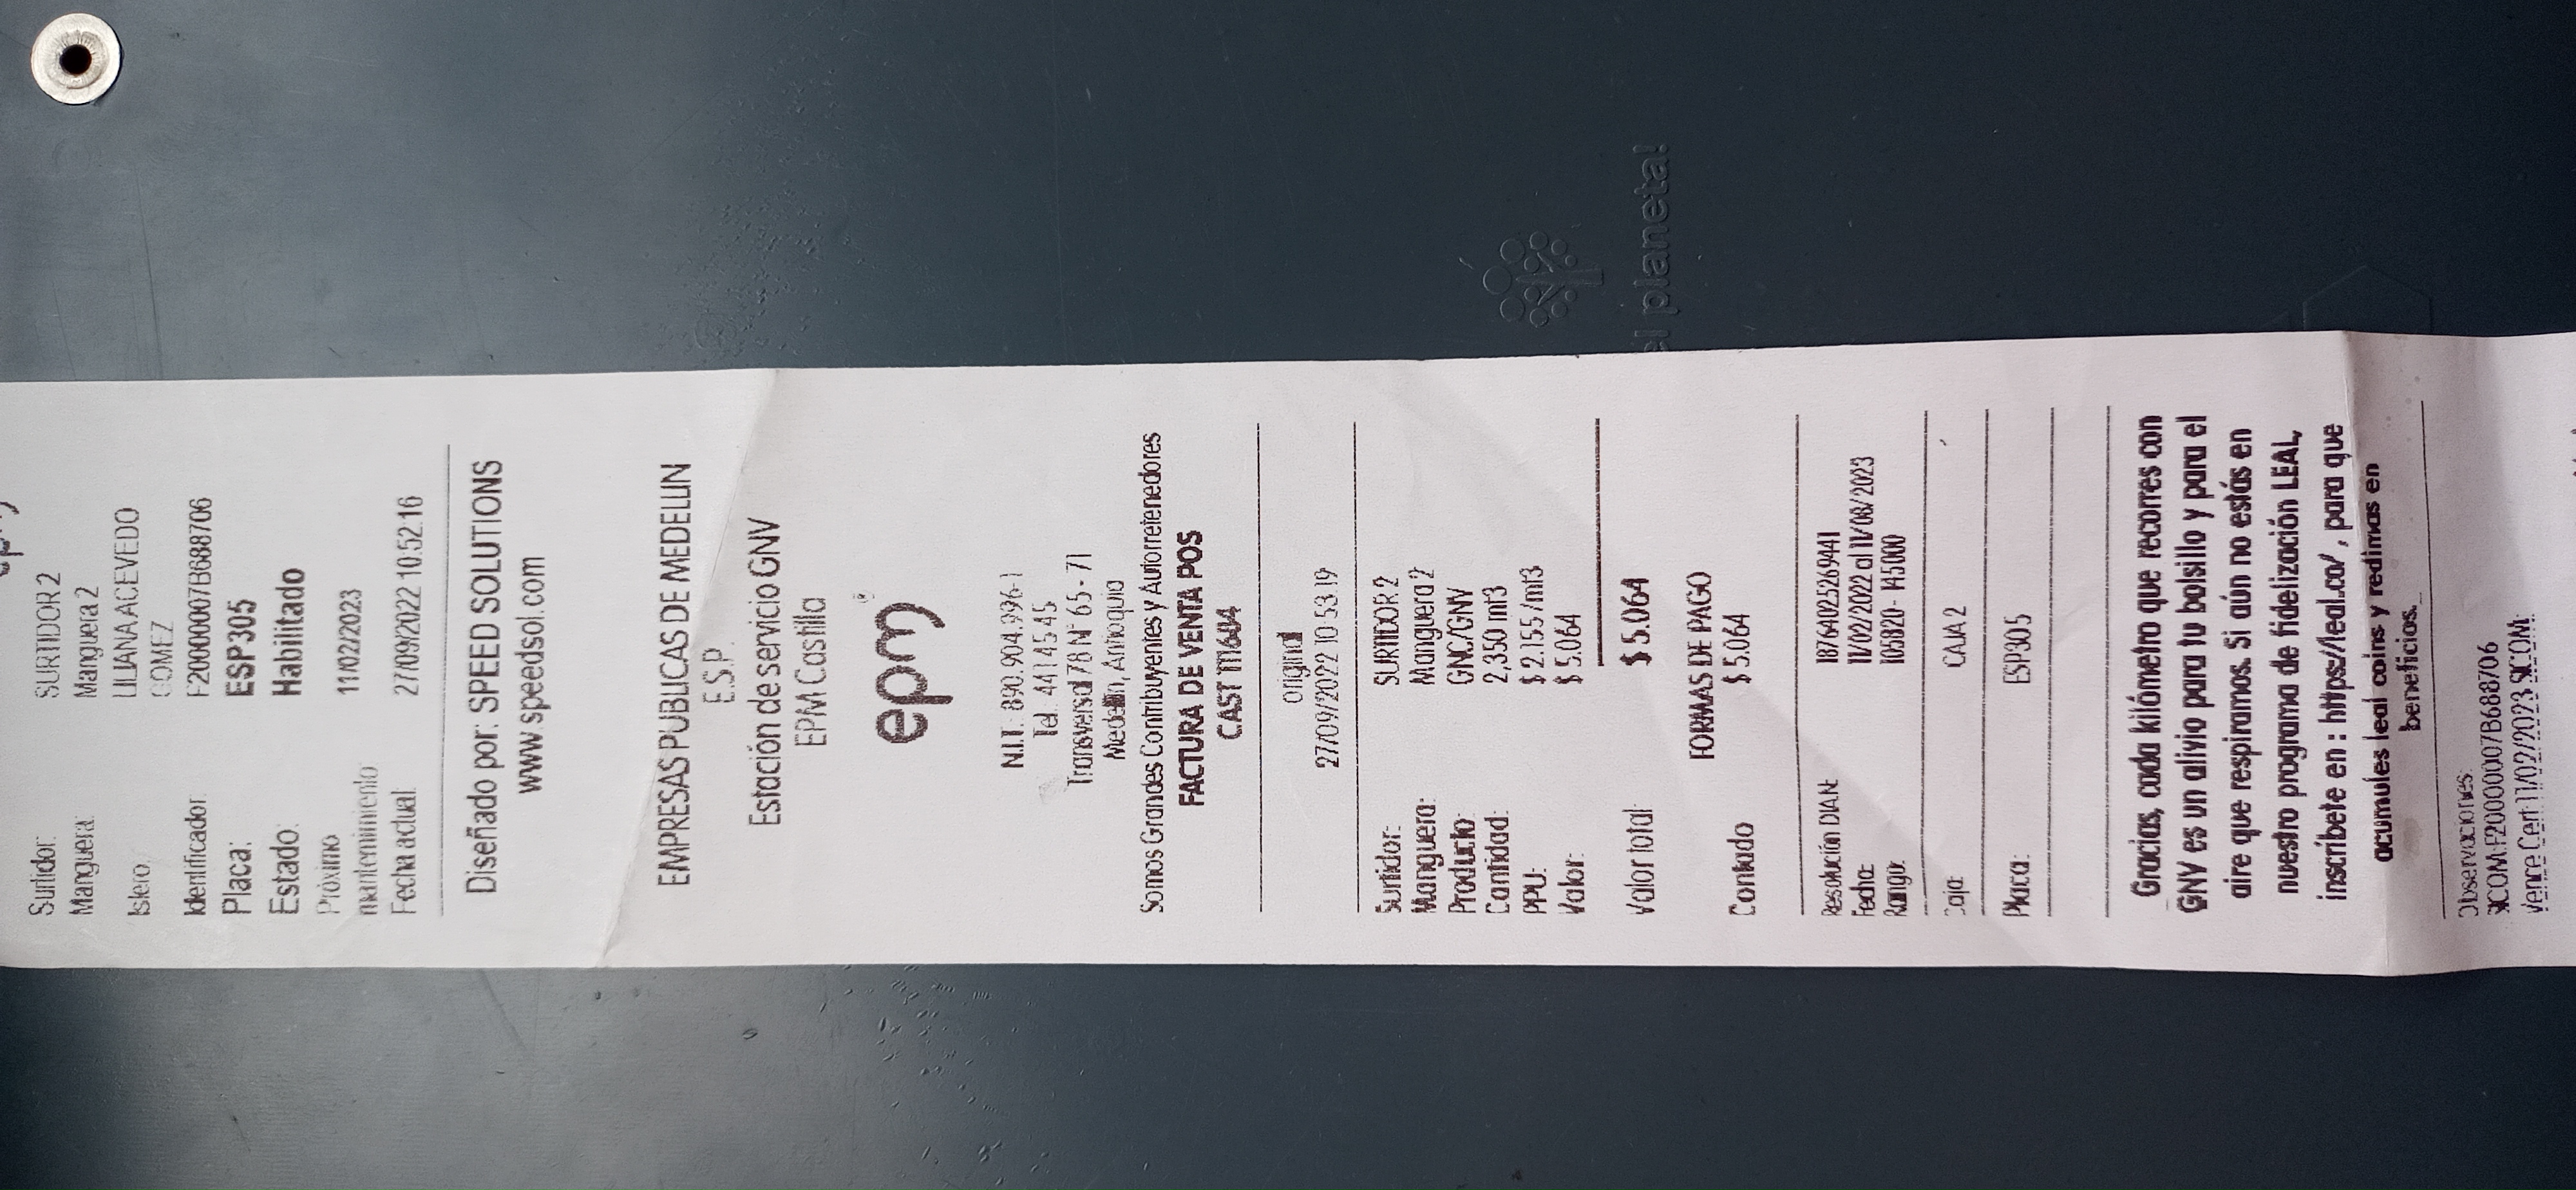 Surtidor: SURTIDOR 2
Manguera: Manguera 2
Islero: LILIANA ACEVEDO
GOMEZ
Identificador: F20000007B688706
Placa: ESP305
Estado: Habilitado
Próximo
mantenimiento 11/02/2023
Fecha actual: 27/09/2022 10:52:16
Diseñado por: SPEED SOLUTIONS
www.speedsol.com
EMPRESAS PUBLICAS DE MEDELLIN
E.S.P.
Estación de servicio GNV
EPM Castilla
epm
N.I.T.: 890.904.996-1
Tel.: 44 1 45 45
Transversal 78 N° 65 - 71
Medellín, Antioquia
Somos Grandes Contribuyentes y Autorretenedores
FACTURA DE VENTA POS
CAST 111684
original
27/09/2022 10:53:19
Surtidor: SURTIDOR 2
Manguera: Manguera 2
Producto: GNC/GNV
Cantidad: 2,350 mt3
PPU: $ 2.155 /mt3
Valor: $ 5.064
Valor total: $ 5.064
FORMAS DE PAGO
Contado $ 5.064
Resolución DIAN: 18764025269441
Fecha: 11/02/2022 al 11/08/2023
Rango: 105820 - 145000
Caja: CAJA 2
Placa: ESP305
Gracias, cada kilómetro que recorres con
GNV es un alivio para tu bolsillo y para el
aire que respiramos. Si aún no estás en
nuestro programa de fidelización LEAL,
inscríbete en : https://leal.co/ , para que
acumules leal coins y redimas en
beneficios.
Observaciones:
SICOM:F20000007B688706
Vence Cert:11/02/2023 SICOM:
el planeta!